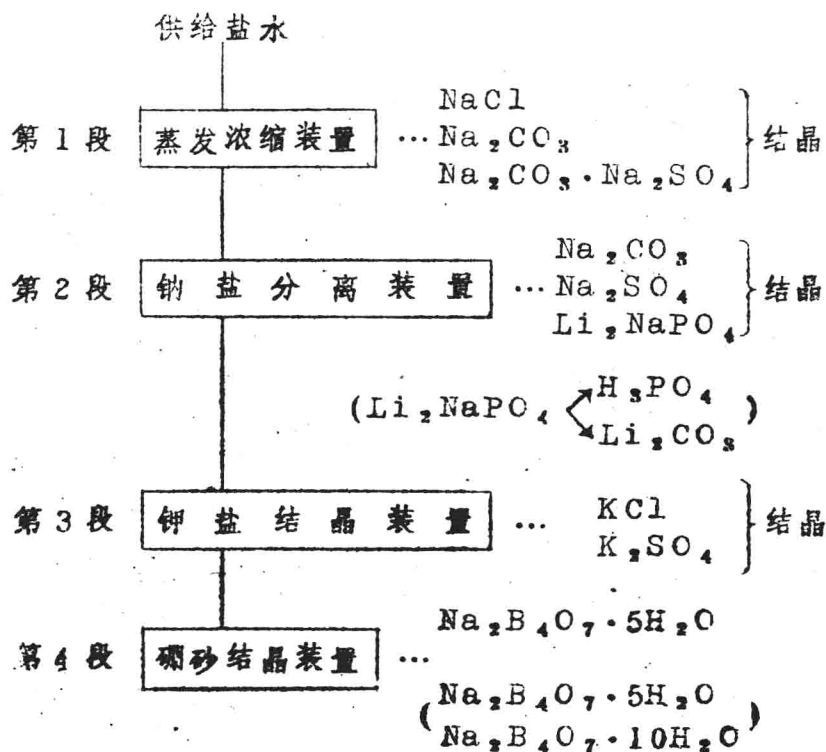 供给盐水
NaCl
第1段 蒸发浓缩装置 …Na₂CO₃ 结晶
Na₂CO₃·Na₂SO₄
Na₂CO₃
第2段 钠盐分离装置 …Na₂SO₄ 结晶
Li₂NaPO₄
(Li₂NaPO₄ H₃PO₄ )
Li₂CO₃
第3段 钾盐结晶装置 … KCl 结晶
K₂SO₄
Na₂B₄O₇·5H₂O
第4段 硼砂结晶装置 …
(Na₂B₄O₇·5H₂O
Na₂B₄O₇·10H₂O)